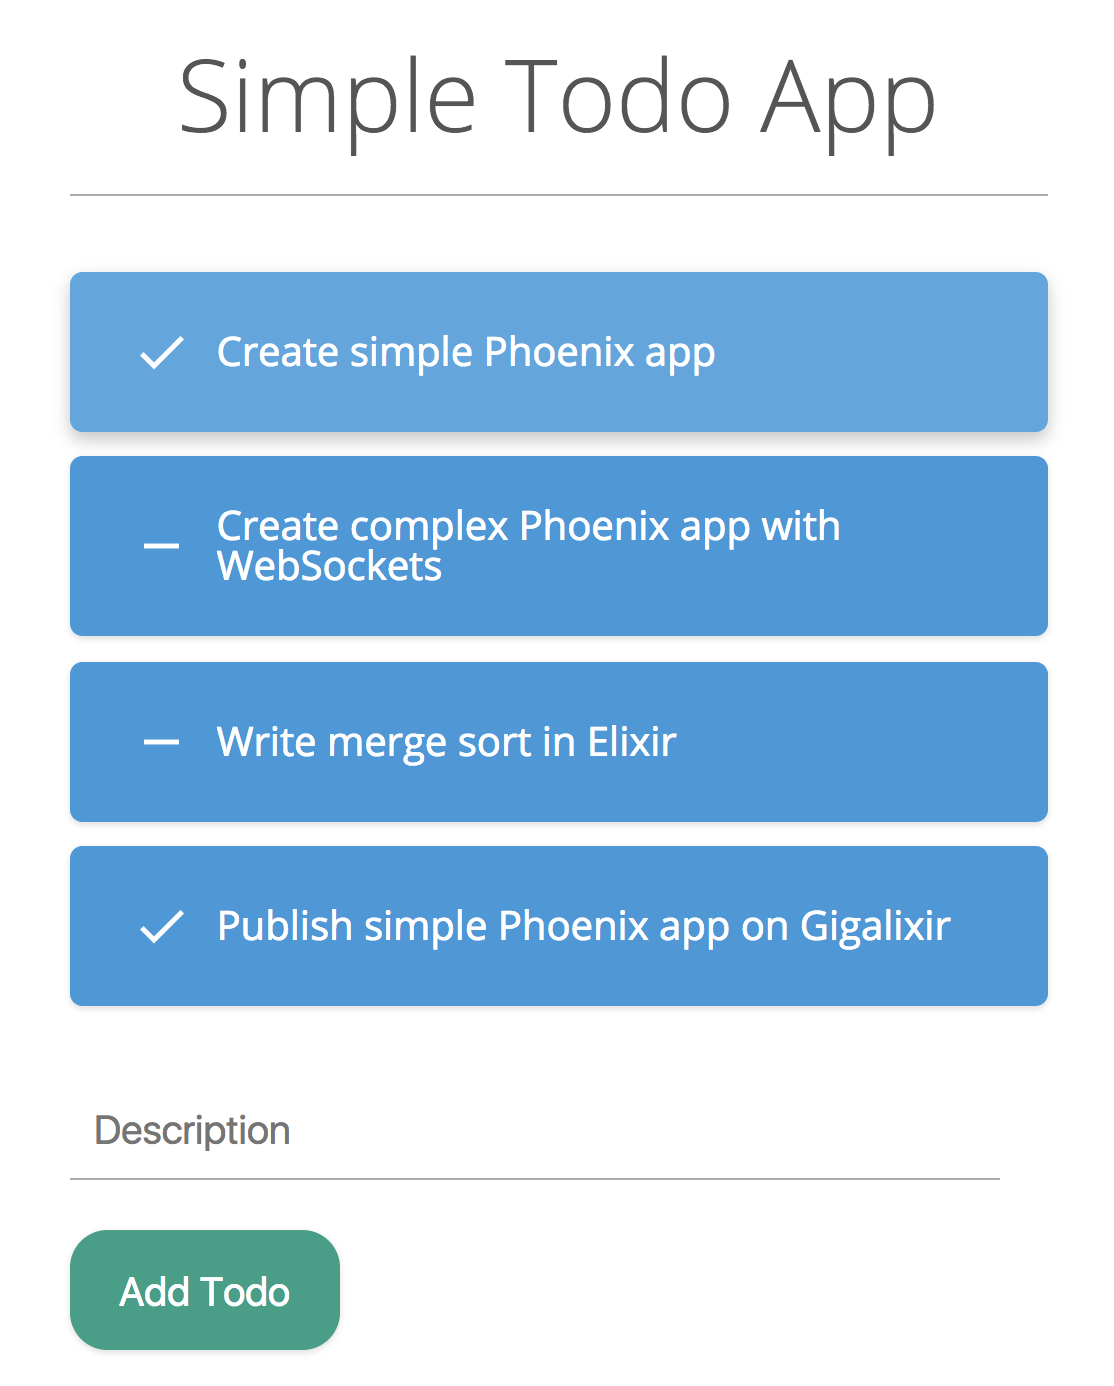 Simple Todo App
Create simple Phoenix app
Create complex Phoenix app with
WebSockets
Write merge sort in Elixir
Publish simple Phoenix app on Gigalixir
Description
Add Todo